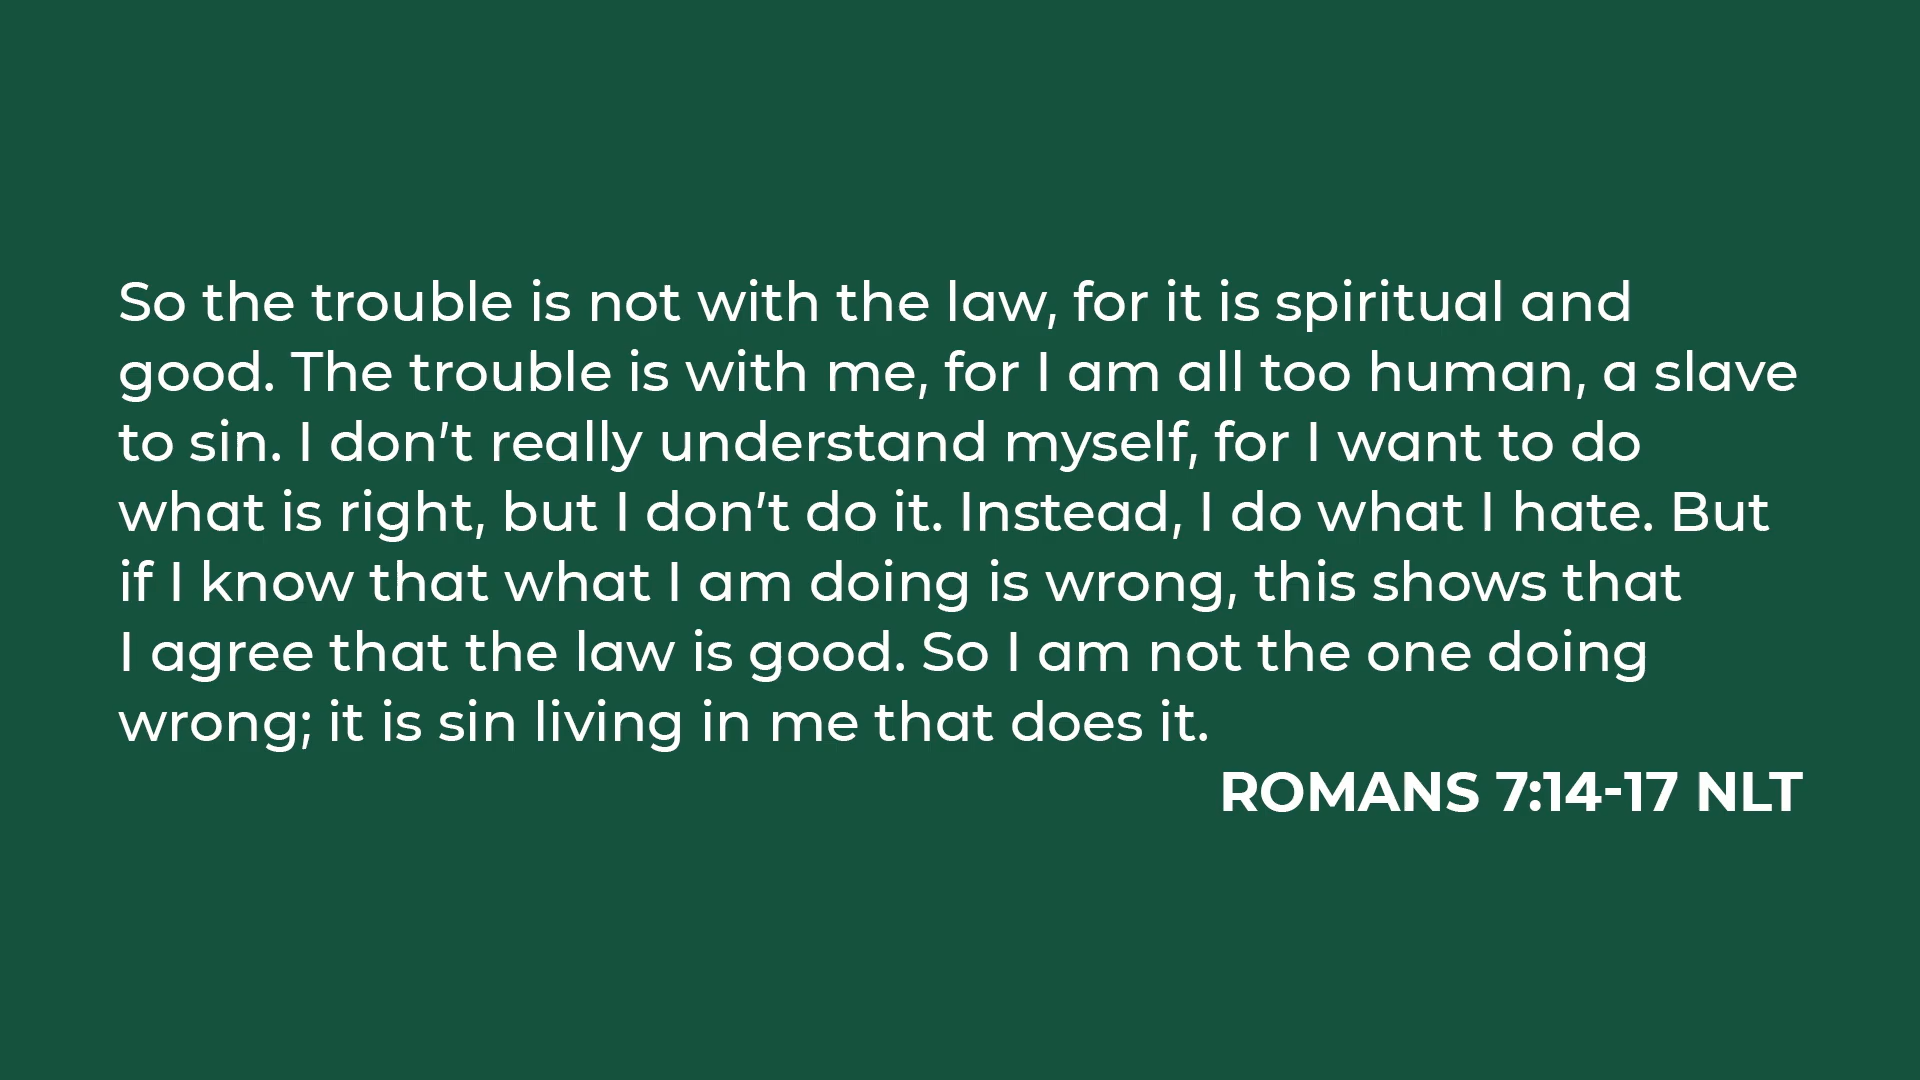 So the trouble is not with the law, for it is spiritual and
good. The trouble is with me, for I am all too human, a slave
to sin. I don't really understand myself, for I want to do
what is right, but I don't do it. Instead, I do what I hate. But
if I know that what I am doing is wrong, this shows that
I agree that the law is good. So I am not the one doing
wrong; it is sin living in me that does it.
ROMANS 7:14-17 NLT